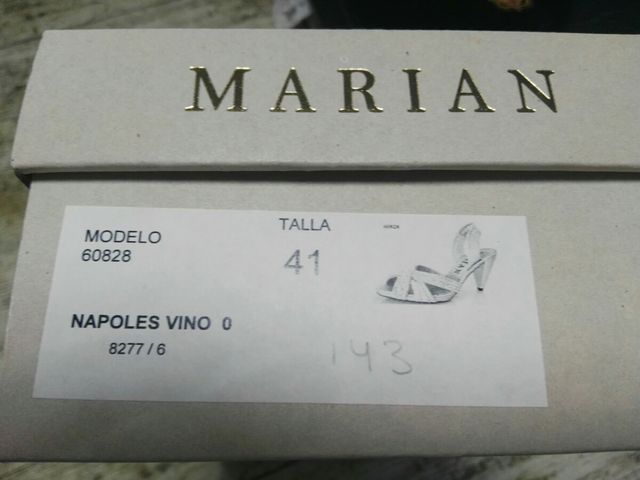 MARIAN
MODELO
60828
TALLA
41
NAPOLES VINO 0
8277 / 6
143